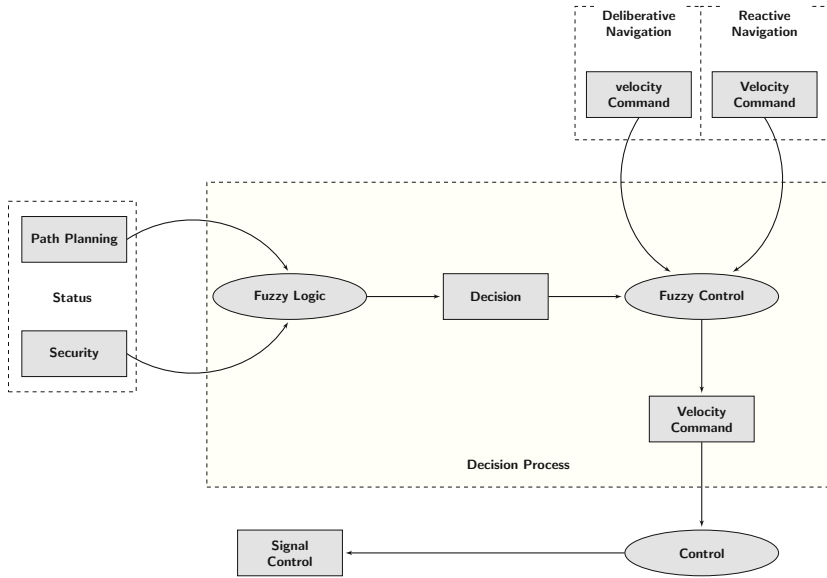 Deliberative
Navigation
Reactive
Navigation
velocity
Command
Velocity
Command
Path Planning
Status
Security
Fuzzy Logic
Decision
Fuzzy Control
Velocity
Command
Decision Process
Signal
Control
Control